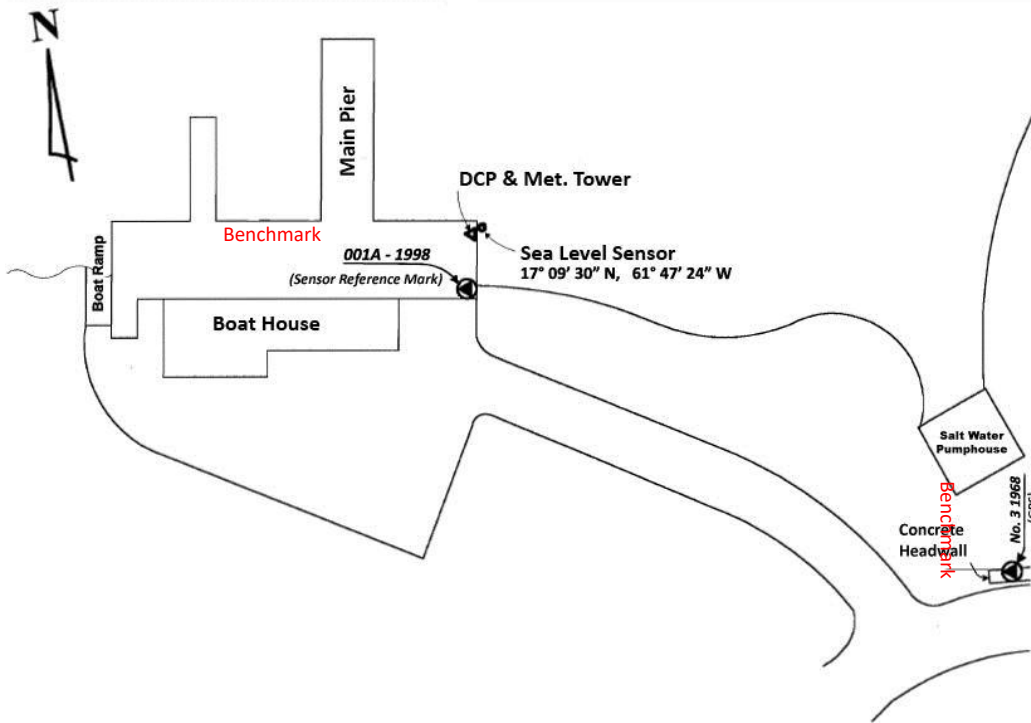 N
Main Pier
DCP & Met. Tower
Benchmark
001A - 1998
(Sensor Reference Mark)
Sea Level Sensor
17° 09' 30" N, 61° 47' 24" W
Boat Ramp
Boat House
Salt Water
Pumphouse
Benchmark
No. 3 1968
Concrete
Headwall